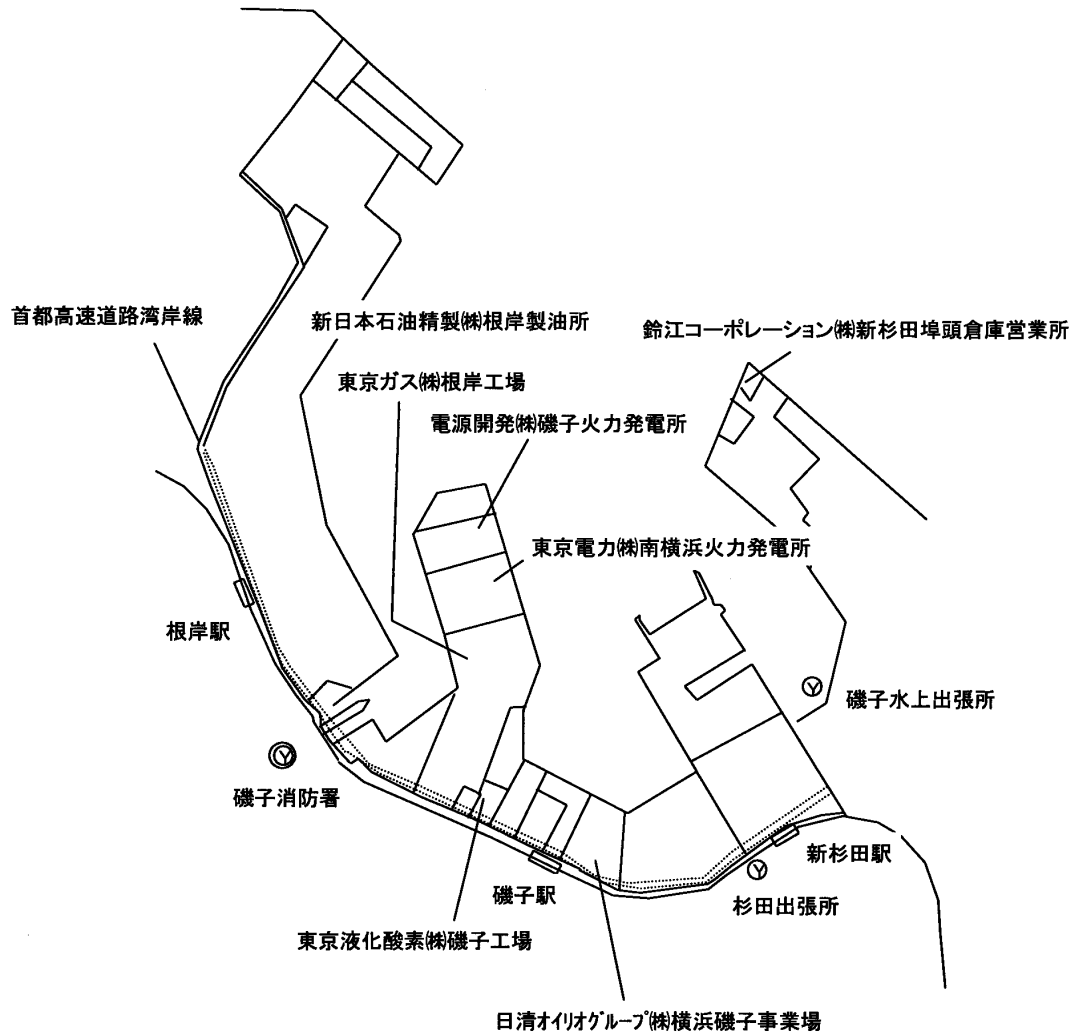 首都高速道路湾岸線
新日本石油精製㈱根岸製油所
鈴江コーポレーション㈱新杉田埠頭倉庫営業所
東京ガス㈱根岸工場
電源開発㈱磯子火力発電所
東京電力㈱南横浜火力発電所
根岸駅
磯子水上出張所
磯子消防署
新杉田駅
磯子駅
杉田出張所
東京液化酸素㈱磯子工場
日清オイリオグループ㈱横浜磯子事業場